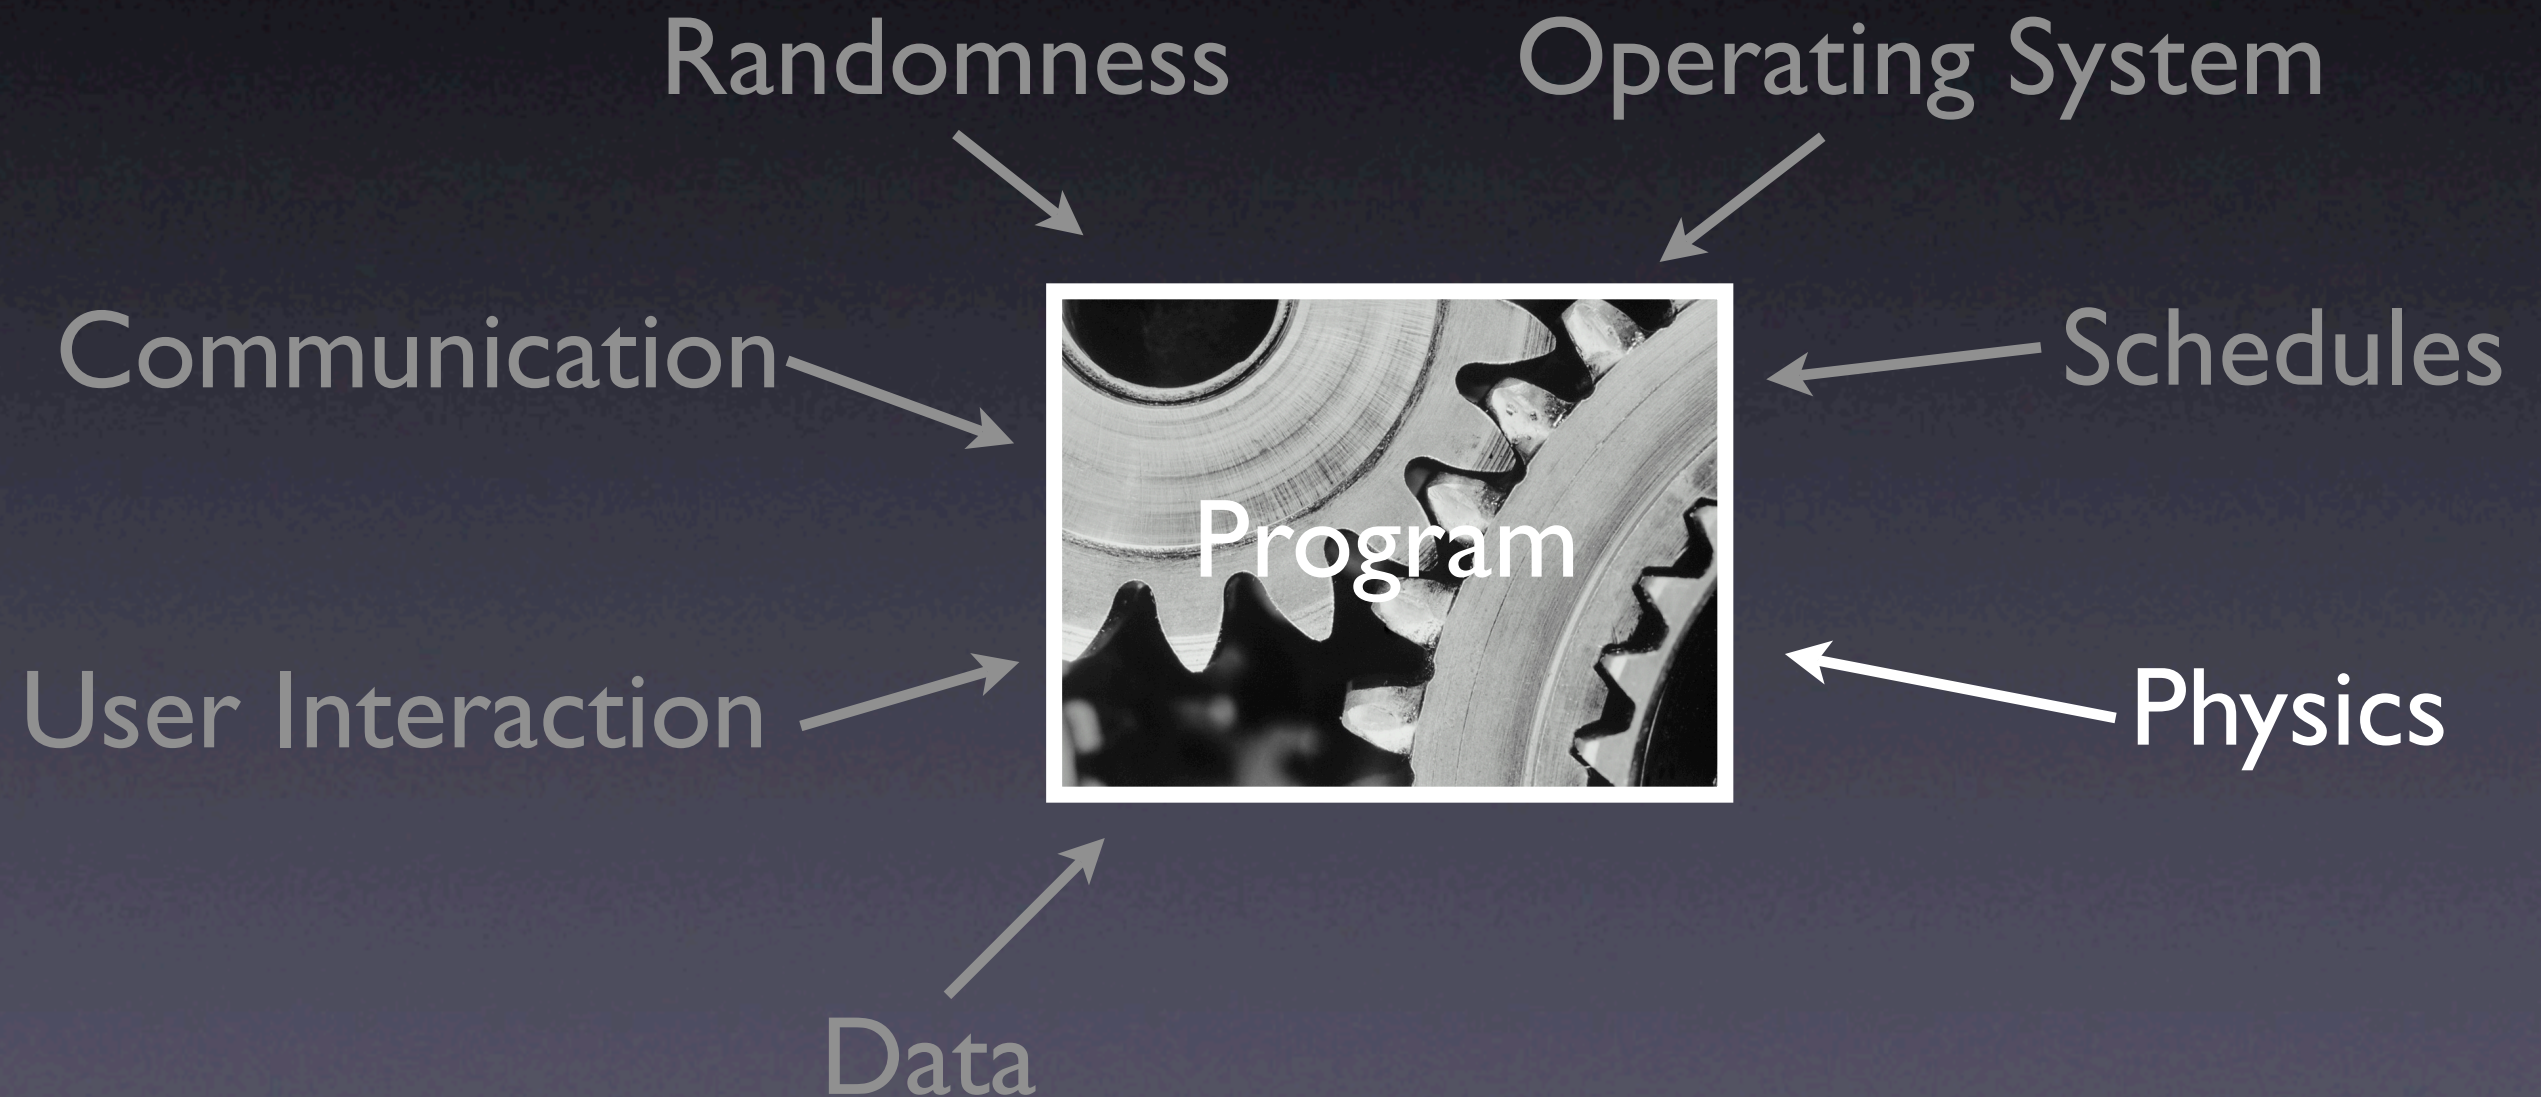 Randomness
Operating System
Communication
Schedules
Program
User Interaction
Physics
Data